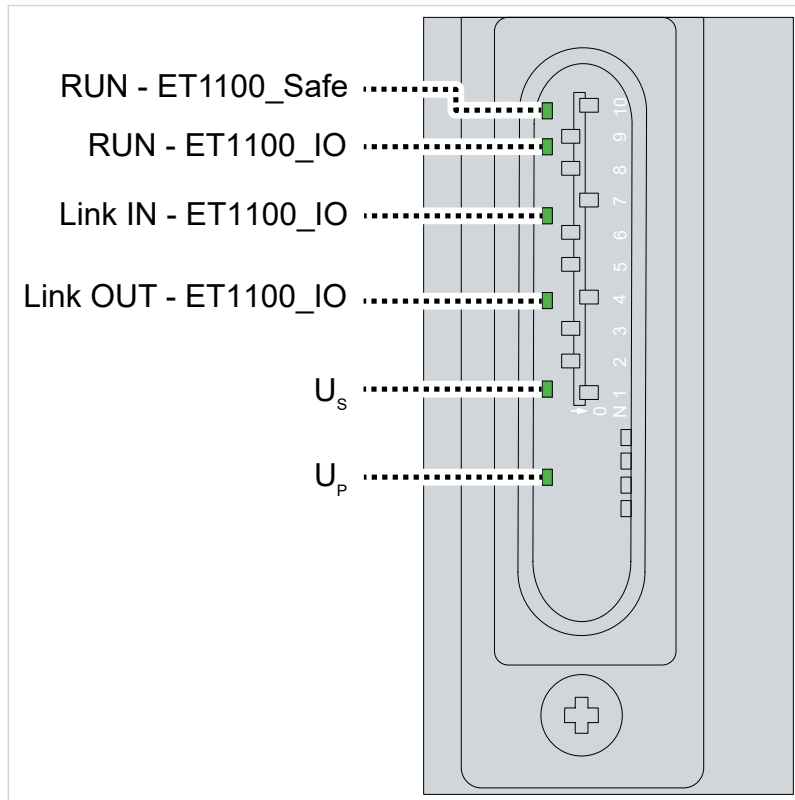 RUN - ET1100_Safe
RUN - ET1100_IO
Link IN - ET1100_IO
Link OUT - ET1100_IO
US
UP
10
9
8
7
6
5
4
3
2
N 1
0